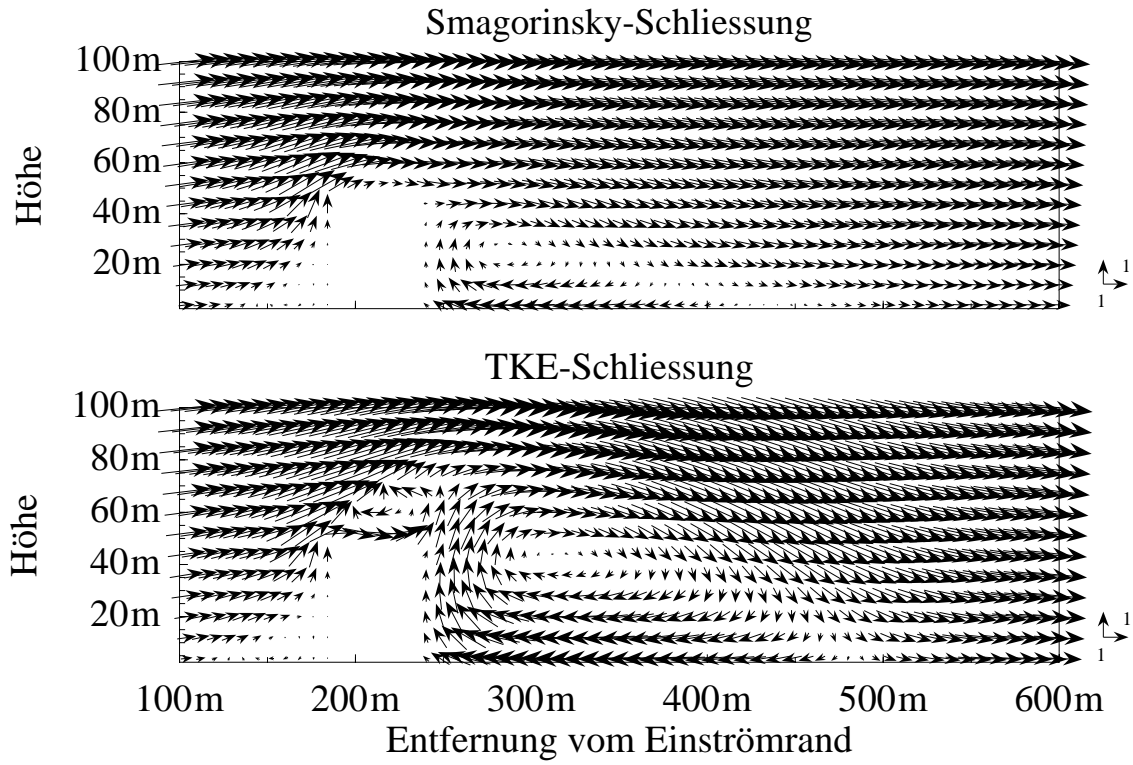 Smagorinsky-Schliessung
100m
80m
60m
40m
20m
Höhe
1
1
TKE-Schliessung
100m
80m
60m
40m
20m
Höhe
1
1
100m 200m 300m 400m 500m 600m
Entfernung vom Einströmrand